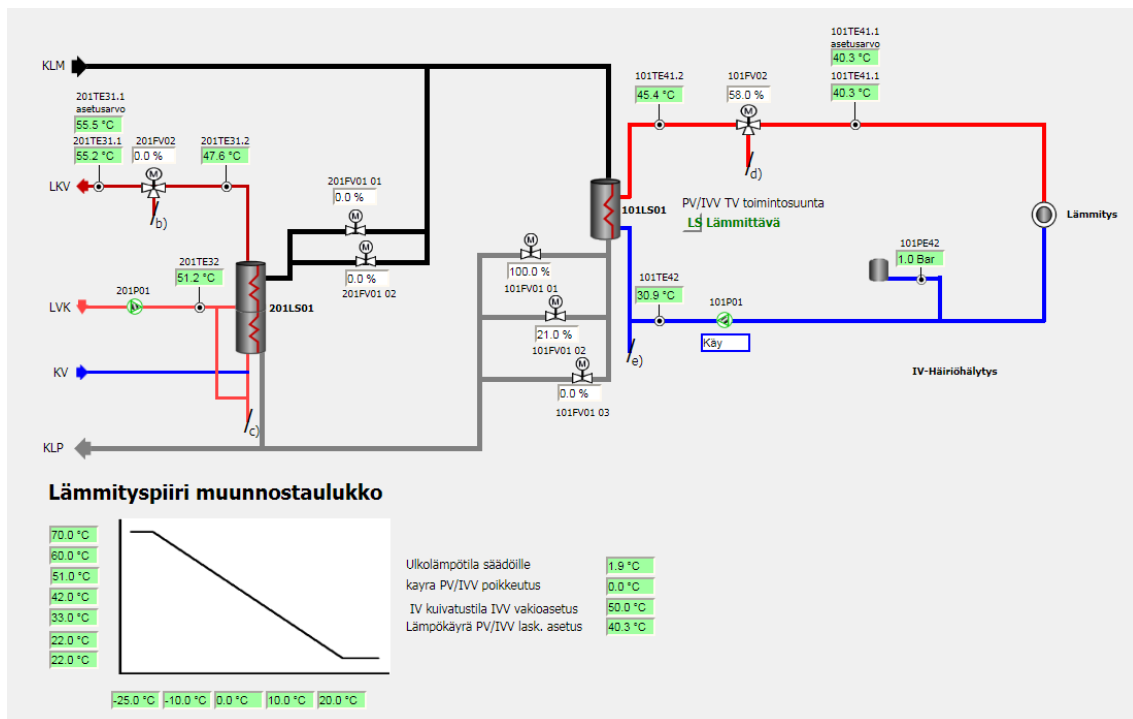 KLM
201TE31.1
asetusarvo
55.5 °C
201TE31.1
55.2 °C
201FV02
0.0 %
M
201TE31.2
47.6 °C
LKV
b)
201FV01 01
0.0 %
M
M
0.0 %
201FV01 02
201TE32
51.2 °C
201P01
LVK
201LS01
KV
c)
KLP
101TE41.2
45.4 °C
101FV02
58.0 %
M
101TE41.1
asetusarvo
40.3 °C
101TE41.1
40.3 °C
d)
101LS01
PV/IVV TV toimintosuunta
LS Lämmittävä
Lämmitys
M
100.0 %
101FV01 01
M
21.0 %
101FV01 02
M
0.0 %
101FV01 03
101TE42
30.9 °C
101P01
Käy
e)
101PE42
1.0 Bar
IV-Häiriöhälytys
Lämmityspiiri muunnostaulukko
70.0 °C
60.0 °C
51.0 °C
42.0 °C
33.0 °C
22.0 °C
22.0 °C
-25.0 °C -10.0 °C 0.0 °C 10.0 °C 20.0 °C
Ulkolämpötila säädöille 1.9 °C
kayra PV/IVV poikkeutus 0.0 °C
IV kuivatustila IVV vakioasetus 50.0 °C
Lämpökäyrä PV/IVV lask. asetus 40.3 °C